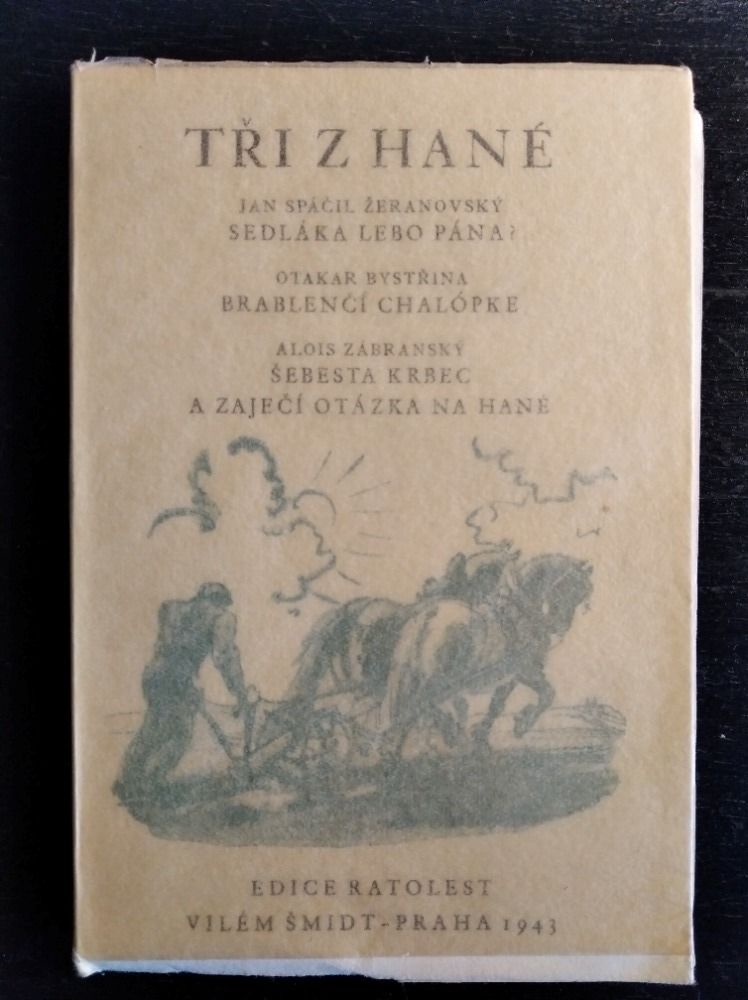 TŘI Z HANÉ
JAN SPÁČIL ŽERANOVSKÝ
SEDLÁKA LEBO PÁNA?
OTAKAR BYSTŘINA
BRABLENČÍ CHALÓPKE
ALOIS ZÁBRANSKÝ
ŠEBESTA KRBEC
A ZAJEČÍ OTÁZKA NA HANÉ
EDICE RATOLEST
VILÉM ŠMIDT-PRAHA 1943